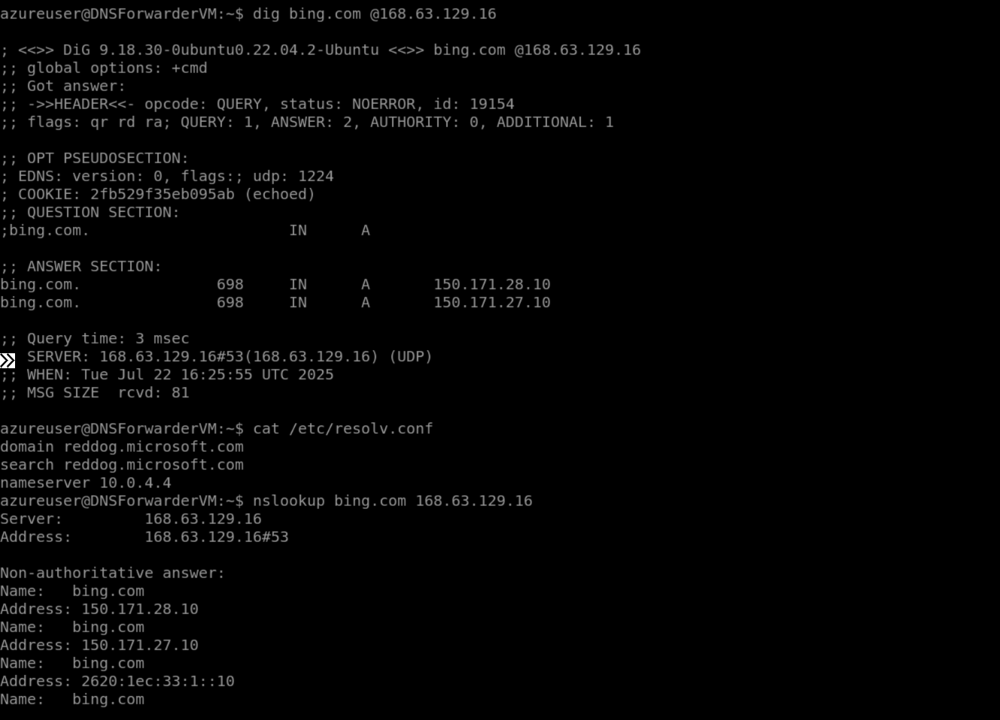 azureuser@DNSForwarderVM:~$ dig bing.com @168.63.129.16
; <<>> DiG 9.18.30-0ubuntu0.22.04.2-Ubuntu <<>> bing.com @168.63.129.16
;; global options: +cmd
;; Got answer:
;; ->>HEADER<<- opcode: QUERY, status: NOERROR, id: 19154
;; flags: qr rd ra; QUERY: 1, ANSWER: 2, AUTHORITY: 0, ADDITIONAL: 1
;; OPT PSEUDOSECTION:
; EDNS: version: 0, flags:; udp: 1224
; COOKIE: 2fb529f35eb095ab (echoed)
;; QUESTION SECTION:
;bing.com. IN A
;; ANSWER SECTION:
bing.com. 698 IN A 150.171.28.10
bing.com. 698 IN A 150.171.27.10
;; Query time: 3 msec
SERVER: 168.63.129.16#53(168.63.129.16) (UDP)
;; WHEN: Tue Jul 22 16:25:55 UTC 2025
;; MSG SIZE  rcvd: 81
azureuser@DNSForwarderVM:~$ cat /etc/resolv.conf
domain reddog.microsoft.com
search reddog.microsoft.com
nameserver 10.0.4.4
azureuser@DNSForwarderVM:~$ nslookup bing.com 168.63.129.16
Server: 168.63.129.16
Address: 168.63.129.16#53
Non-authoritative answer:
Name: bing.com
Address: 150.171.28.10
Name: bing.com
Address: 150.171.27.10
Name: bing.com
Address: 2620:1ec:33:1::10
Name: bing.com